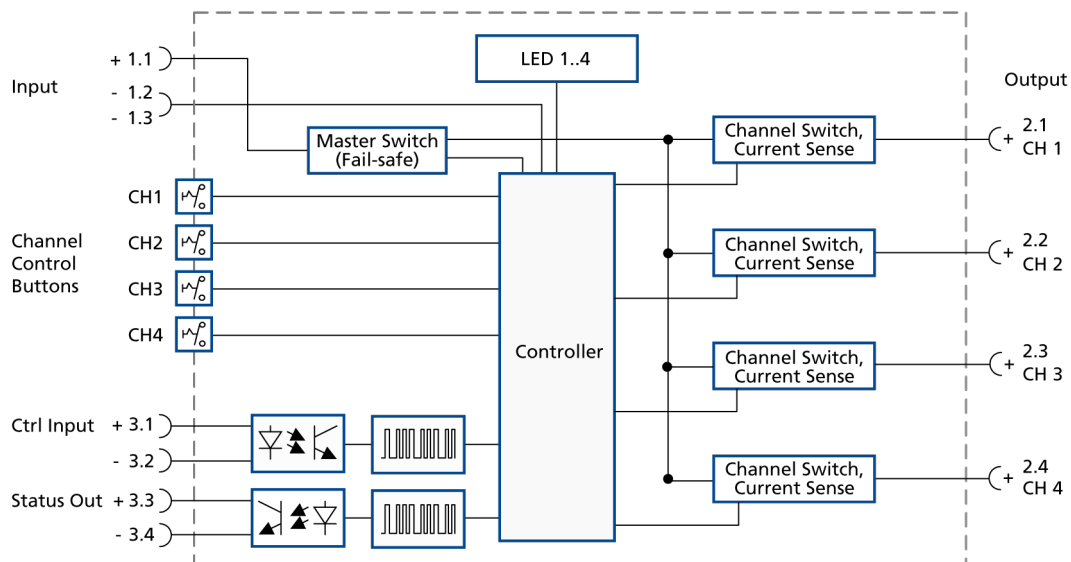 Input
+ 1.1
- 1.2
- 1.3
LED 1..4
Output
Master Switch
(Fail-safe)
Channel Switch,
Current Sense
+ 2.1
CH 1
Channel
Control
Buttons
CH1
CH2
CH3
CH4
Controller
Channel Switch,
Current Sense
+ 2.2
CH 2
Channel Switch,
Current Sense
+ 2.3
CH 3
Ctrl Input
+ 3.1
- 3.2
Channel Switch,
Current Sense
+ 2.4
CH 4
Status Out
+ 3.3
- 3.4